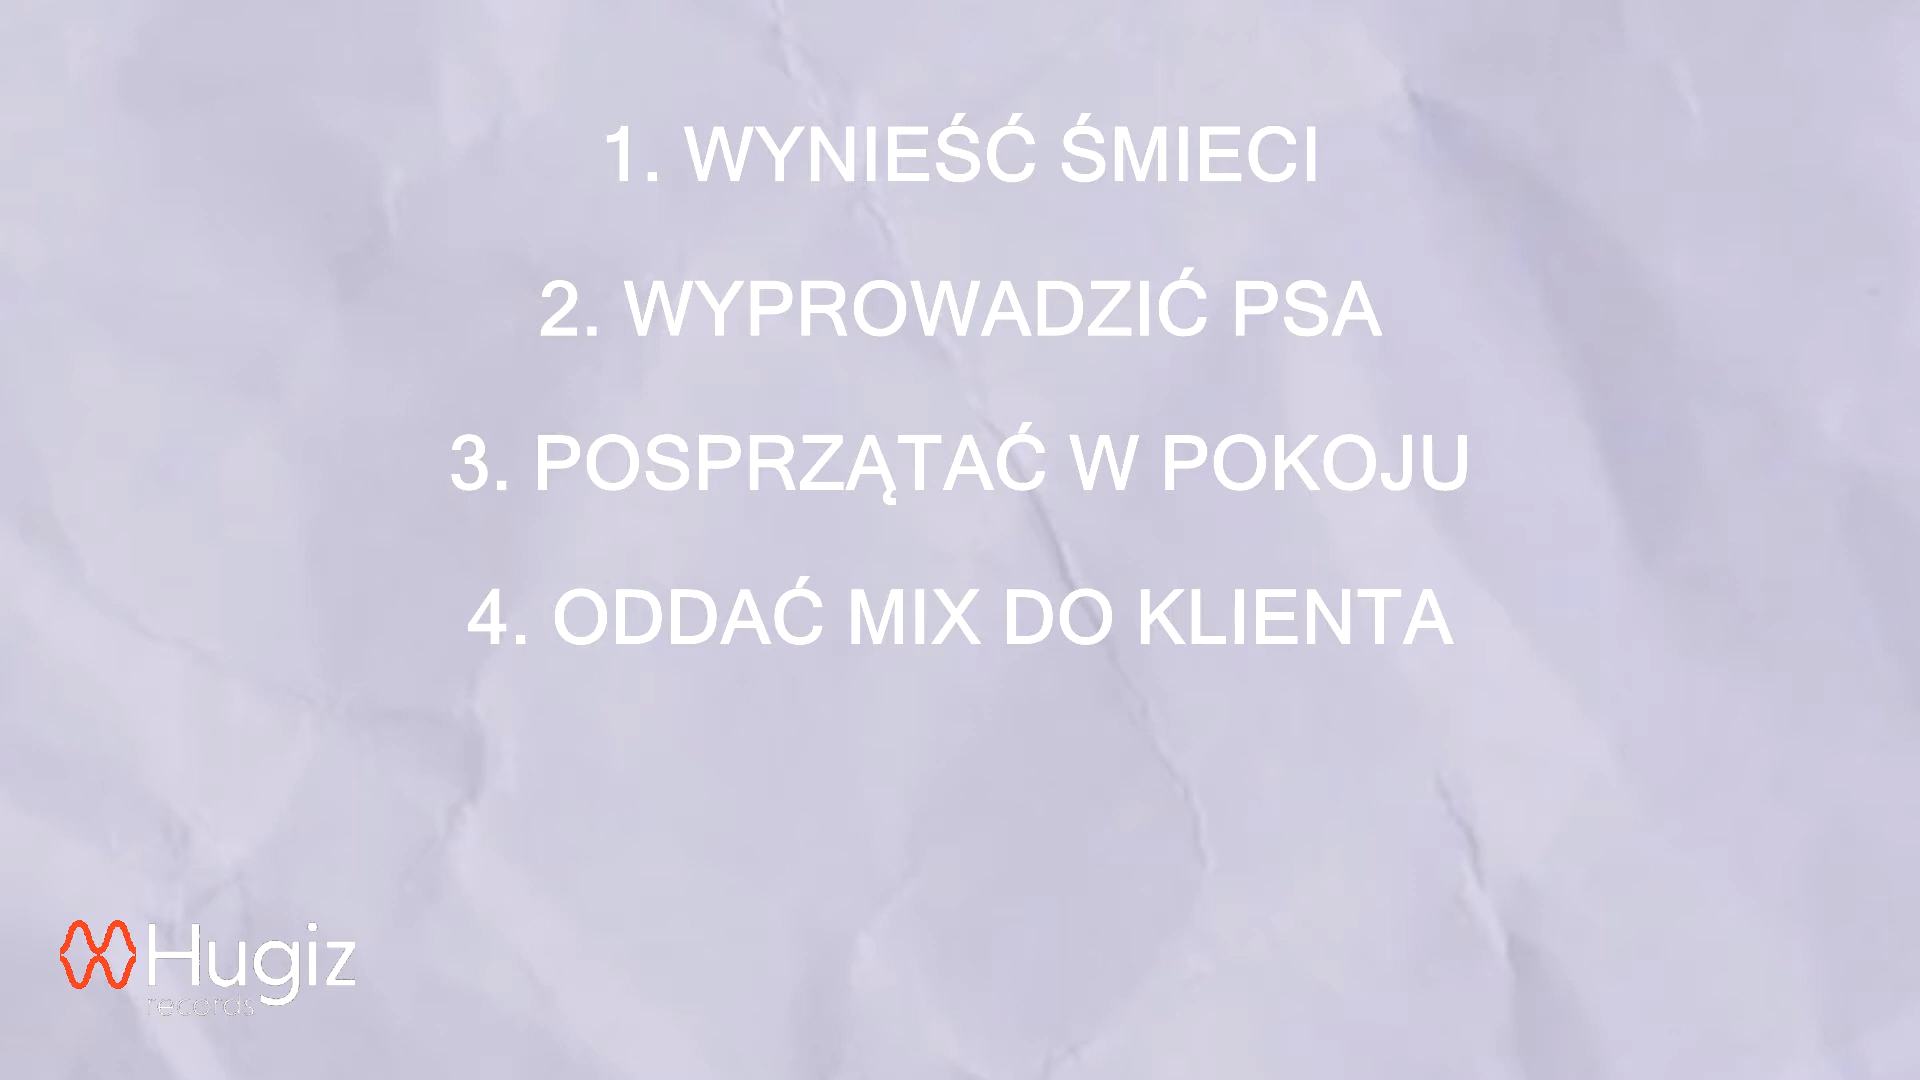 1. WYNIEŚĆ ŚMIECI
2. WYPROWADZIĆ PSA
3. POSPRZĄTAĆ W POKOJU
4. ODDAĆ MIX DO KLIENTA
Hugiz
records